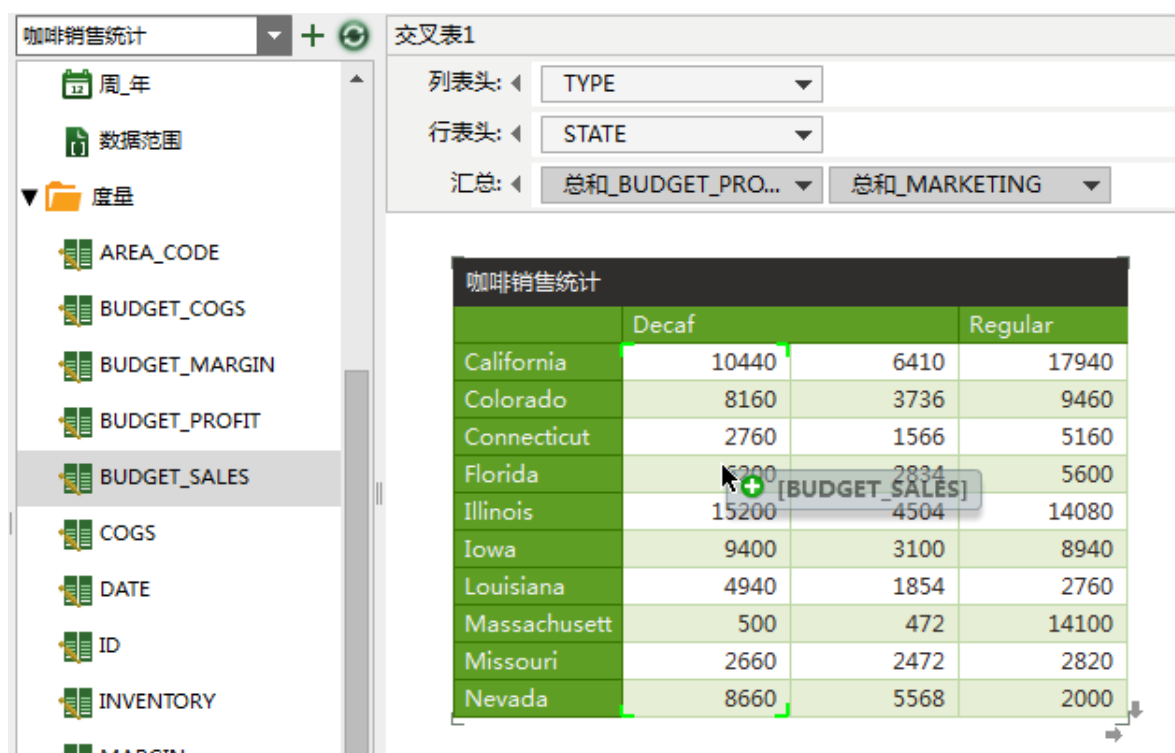 咖啡销售统计
周_年
数据范围
度量
AREA_CODE
BUDGET_COGS
BUDGET_MARGIN
BUDGET_PROFIT
BUDGET_SALES
COGS
DATE
ID
INVENTORY
MARGIN
交叉表1
列表头: TYPE
行表头: STATE
汇总: 总和_BUDGET_PRO... 总和_MARKETING
咖啡销售统计
Decaf Regular
California 10440 6410 17940
Colorado 8160 3736 9460
Connecticut 2760 1566 5160
Florida 2834 5600
[BUDGET_SALES]
Illinois 15200 4504 14080
Iowa 9400 3100 8940
Louisiana 4940 1854 2760
Massachusett 500 472 14100
Missouri 2660 2472 2820
Nevada 8660 5568 2000